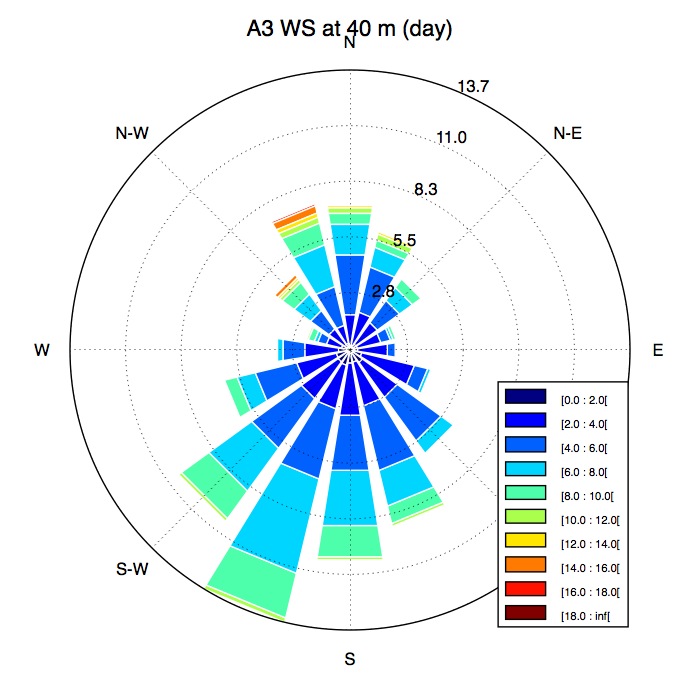 A3 WS at 40 m (day)
N
13.7
N-W
11.0
N-E
8.3
5.5
2.8
W
E
[0.0 : 2.0[
[2.0 : 4.0[
[4.0 : 6.0[
[6.0 : 8.0[
[8.0 : 10.0[
[10.0 : 12.0[
[12.0 : 14.0[
[14.0 : 16.0[
[16.0 : 18.0[
[18.0 : inf[
S-W
S